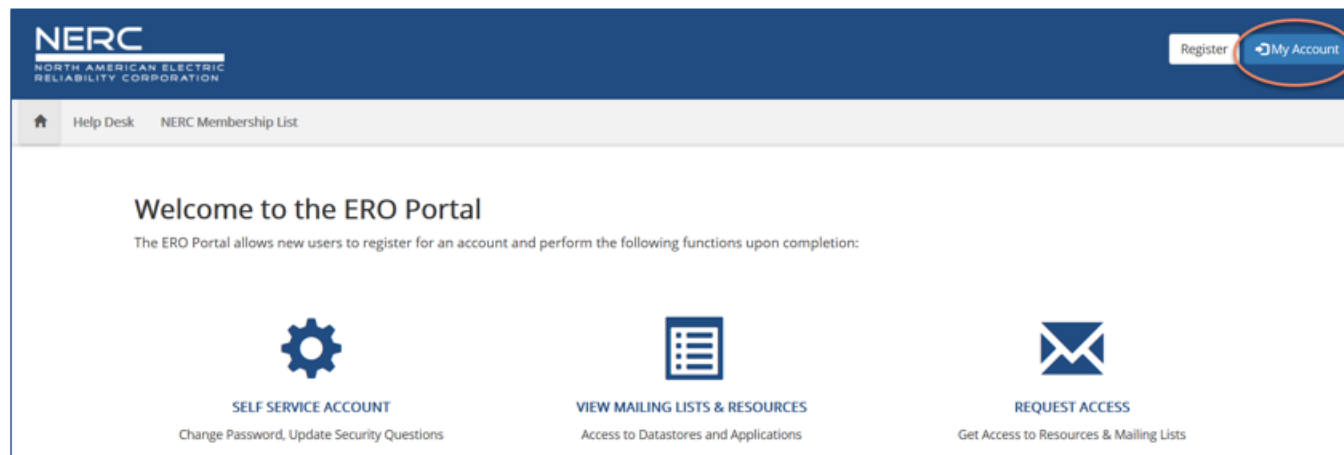 NERC
NORTH AMERICAN ELECTRIC
RELIABILITY CORPORATION
Register
My Account
Help Desk
NERC Membership List
Welcome to the ERO Portal
The ERO Portal allows new users to register for an account and perform the following functions upon completion:
SELF SERVICE ACCOUNT
Change Password, Update Security Questions
VIEW MAILING LISTS & RESOURCES
Access to Datastores and Applications
REQUEST ACCESS
Get Access to Resources & Mailing Lists